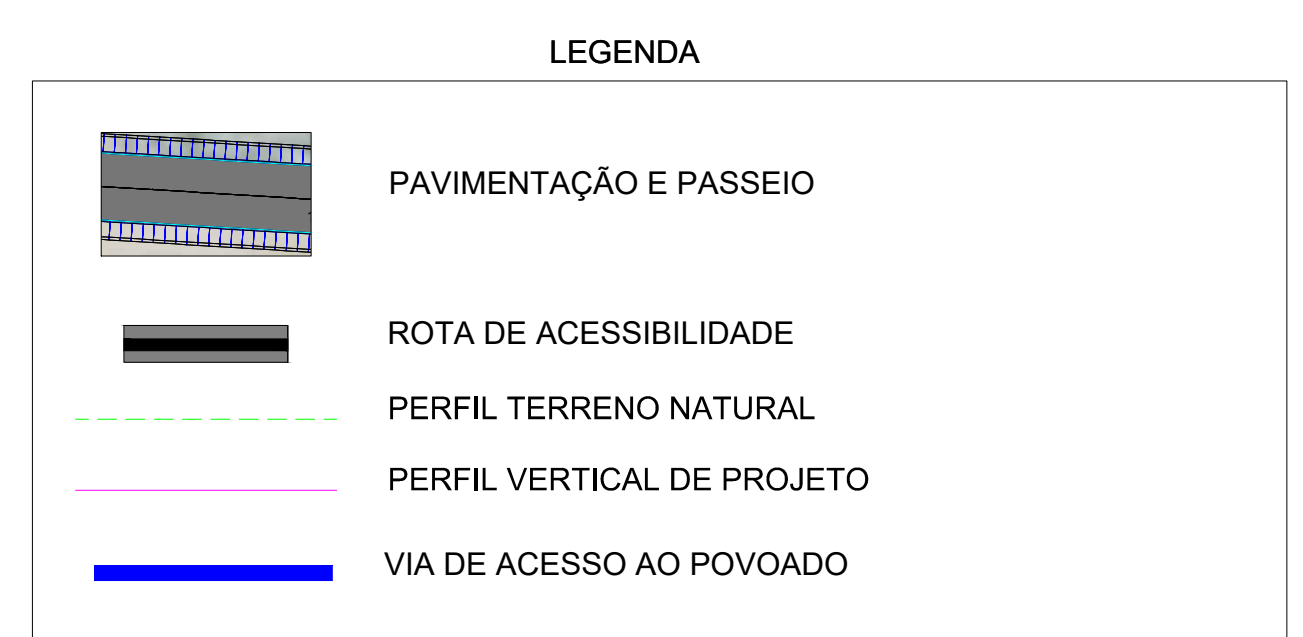 LEGENDA
PAVIMENTAÇÃO E PASSEIO
ROTA DE ACESSIBILIDADE
PERFIL TERRENO NATURAL
PERFIL VERTICAL DE PROJETO
VIA DE ACESSO AO POVOADO